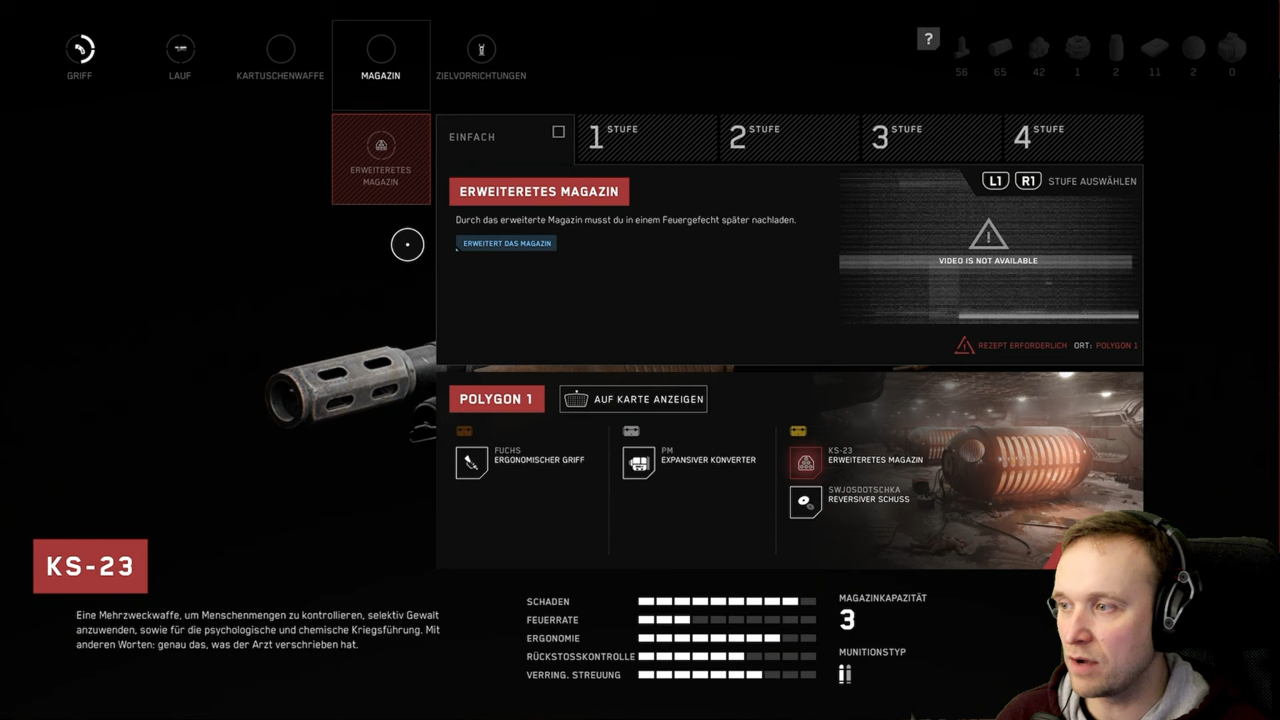 GRIFF
LAUF
KARTUSCHENWAFFE
MAGAZIN
ZIELVORRICHTUNGEN
?
56 65 42 1 2 11 2 0
ERWEITERETES
MAGAZIN
EINFACH
1 STUFE
2 STUFE
3 STUFE
4 STUFE
ERWEITERETES MAGAZIN
L1 R1 STUFE AUSWÄHLEN
Durch das erweiterte Magazin musst du in einem Feuergefecht später nachladen.
ERWEITERT DAS MAGAZIN
VIDEO IS NOT AVAILABLE
REZEPT ERFORDERLICH ORT: POLYGON 1
POLYGON 1
AUF KARTE ANZEIGEN
FUCHS
ERGONOMISCHER GRIFF
PM
EXPANSIVER KONVERTER
KS-23
ERWEITERETES MAGAZIN
SWJOSDOTSCHKA
REVERSIVER SCHUSS
KS-23
Eine Mehrzweckwaffe, um Menschenmengen zu kontrollieren, selektiv Gewalt
anzuwenden, sowie für die psychologische und chemische Kriegsführung. Mit
anderen Worten: genau das, was der Arzt verschrieben hat.
SCHADEN
FEUERRATE
ERGONOMIE
RÜCKSTOSSKONTROLLE
VERRING. STREUUNG
MAGAZINKAPAZITÄT
3
MUNITIONSTYP